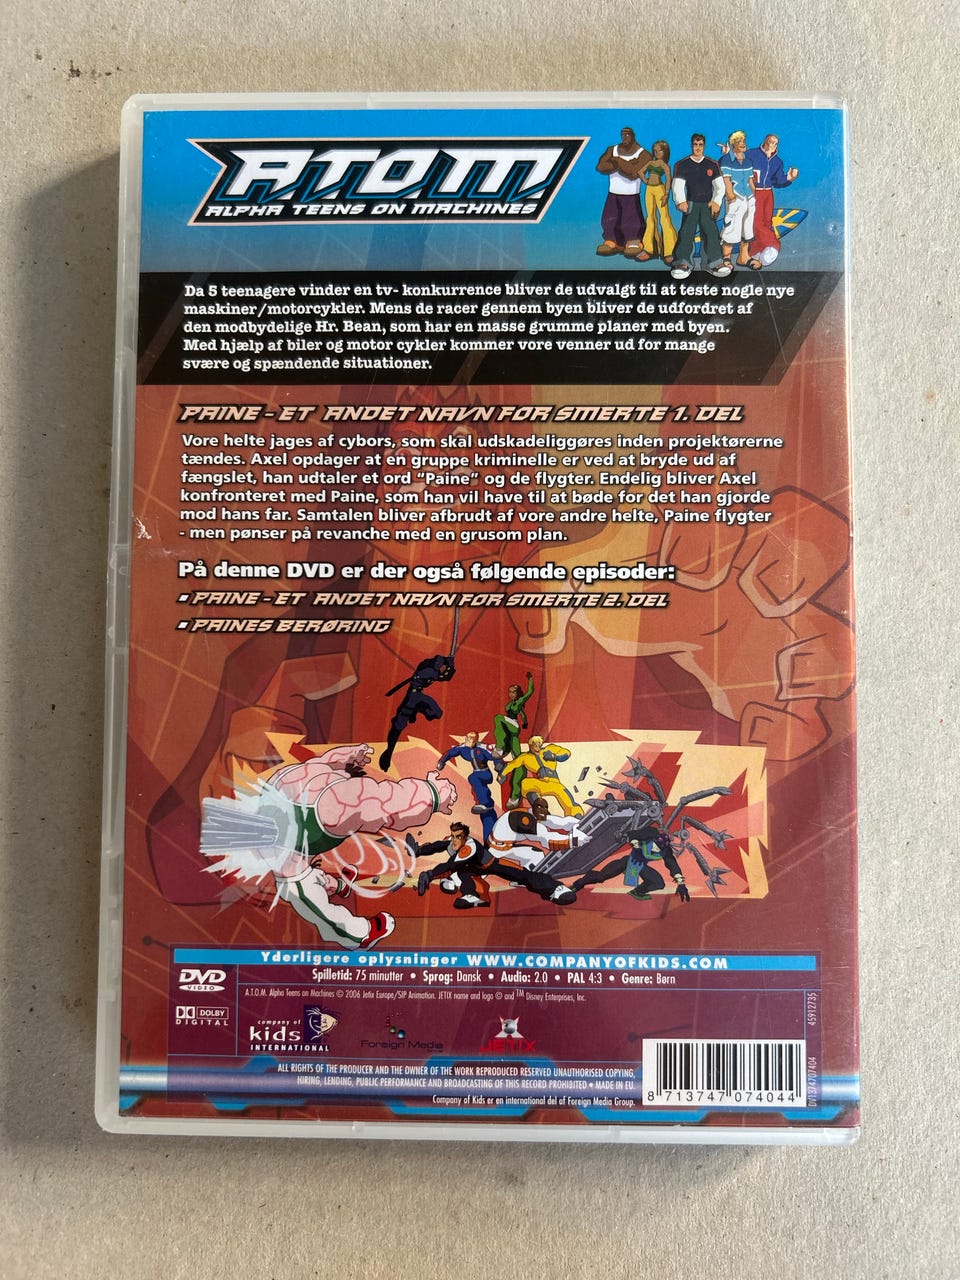 ATOM
ALPHA TEENS ON MACHINES
Da 5 teenagere vinder en tv- konkurrence bliver de udvalgt til at teste nogle nye
maskiner/motorcykler. Mens de racer gennem byen bliver de udfordret af
den modbydelige Hr. Bean, som har en masse grumme planer med byen.
Med hjælp af biler og motor cykler kommer vore venner ud for mange
svære og spændende situationer.
PAINE - ET ANDET NAVN FOR SMERTE 1. DEL
Vore helte jages af cybors, som skal udskadeliggøres inden projektørerne
tændes. Axel opdager at en gruppe kriminelle er ved at bryde ud af
fængslet, han udtaler et ord "Paine" og de flygter. Endelig bliver Axel
konfronteret med Paine, som han vil have til at bøde for det han gjorde
mod hans far. Samtalen bliver afbrudt af vore andre helte, Paine flygter
- men pønser på revanche med en grusom plan.
På denne DVD er der også følgende episoder:
▪ PAINE - ET ANDET NAVN FOR SMERTE 2. DEL
▪ PAINES BERØRING
Yderligere oplysninger WWW.COMPANYOFKIDS.COM
DVD VIDEO
Spilletid: 75 minutter • Sprog: Dansk • Audio: 2.0 • PAL 4:3 • Genre: Børn
A.T.O.M. Alpha Teens on Machines © 2006 Jetix Europe/SIP Animation. JETIX name and logo © and ™ Disney Enterprises, Inc.
DOLBY
DIGITAL
company of
kids
INTERNATIONAL
Foreign Media
JETIX
45912735
ALL RIGHTS OF THE PRODUCER AND THE OWNER OF THE WORK REPRODUCED RESERVED UNAUTHORISED COPYING,
HIRING, LENDING, PUBLIC PERFORMANCE AND BROADCASTING OF THIS RECORD PROHIBITED • MADE IN EU.
Company of Kids er en international del af Foreign Media Group.
8 713747 074044